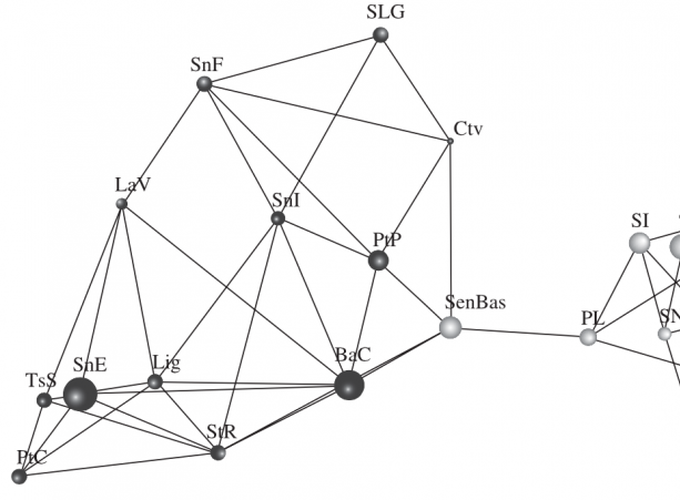 SLG
SnF
Ctv
LaV
SnI
SI
PtP
SenBas
PL
SN
BaC
Lig
SnE
TsS
StR
PtC